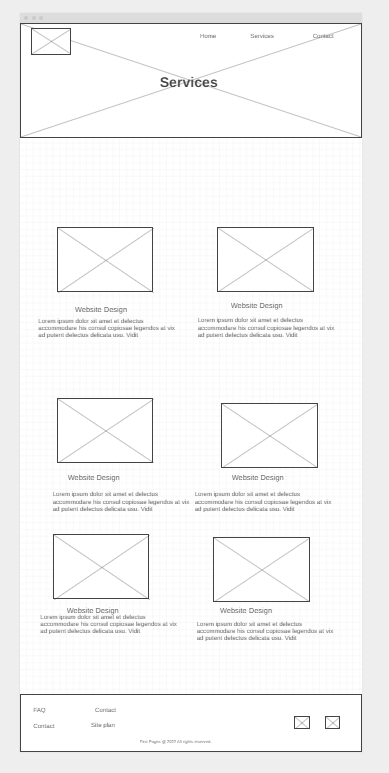 Home Services Contact
Services
Website Design
Lorem ipsum dolor sit amet et delectus
accommodare his consul copiosae legendos at vix
ad putent delectus delicata usu. Vidit
Website Design
Lorem ipsum dolor sit amet et delectus
accommodare his consul copiosae legendos at vix
ad putent delectus delicata usu. Vidit
Website Design
Lorem ipsum dolor sit amet et delectus
accommodare his consul copiosae legendos at vix
ad putent delectus delicata usu. Vidit
Website Design
Lorem ipsum dolor sit amet et delectus
accommodare his consul copiosae legendos at vix
ad putent delectus delicata usu. Vidit
Website Design
Lorem ipsum dolor sit amet et delectus
accommodare his consul copiosae legendos at vix
ad putent delectus delicata usu. Vidit
Website Design
Lorem ipsum dolor sit amet et delectus
accommodare his consul copiosae legendos at vix
ad putent delectus delicata usu. Vidit
FAQ Contact
Contact Site plan
Pages @ All rights reserved